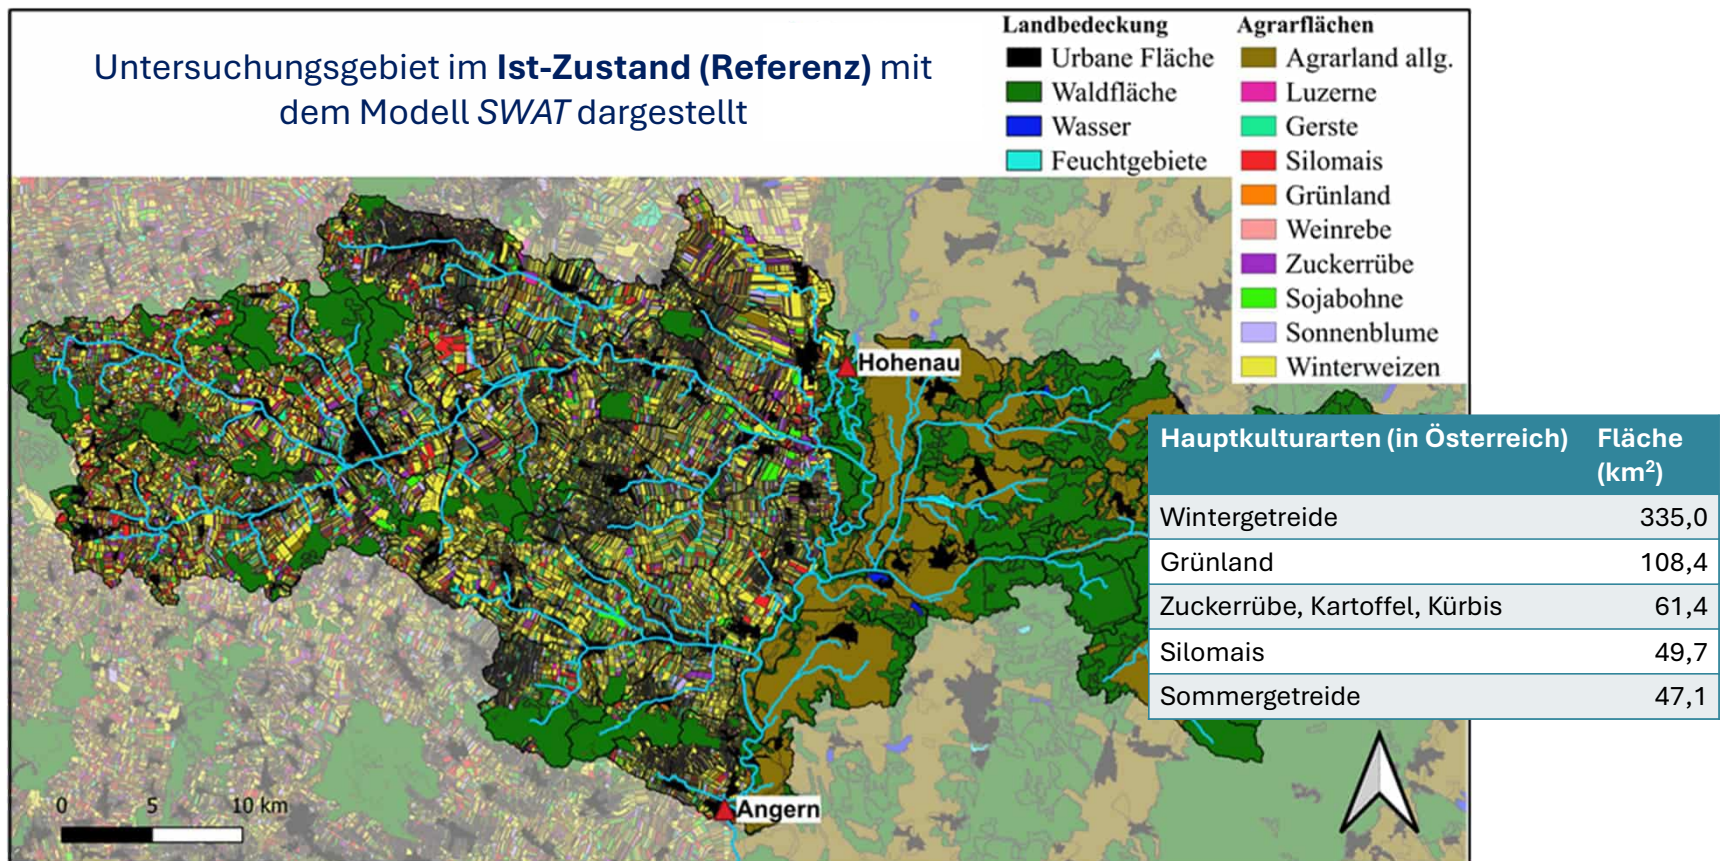 Untersuchungsgebiet im Ist-Zustand (Referenz) mit
dem Modell SWAT dargestellt
Landbedeckung
Urbane Fläche
Waldfläche
Wasser
Feuchtgebiete
Agrarflächen
Agrarland allg.
Luzerne
Gerste
Silomais
Grünland
Weinrebe
Zuckerrübe
Sojabohne
Sonnenblume
Winterweizen
Hohenau
Hauptkulturarten (in Österreich) Fläche
(km²)
Wintergetreide 335,0
Grünland 108,4
Zuckerrübe, Kartoffel, Kürbis 61,4
Silomais 49,7
Sommergetreide 47,1
0 5 10 km
Angern